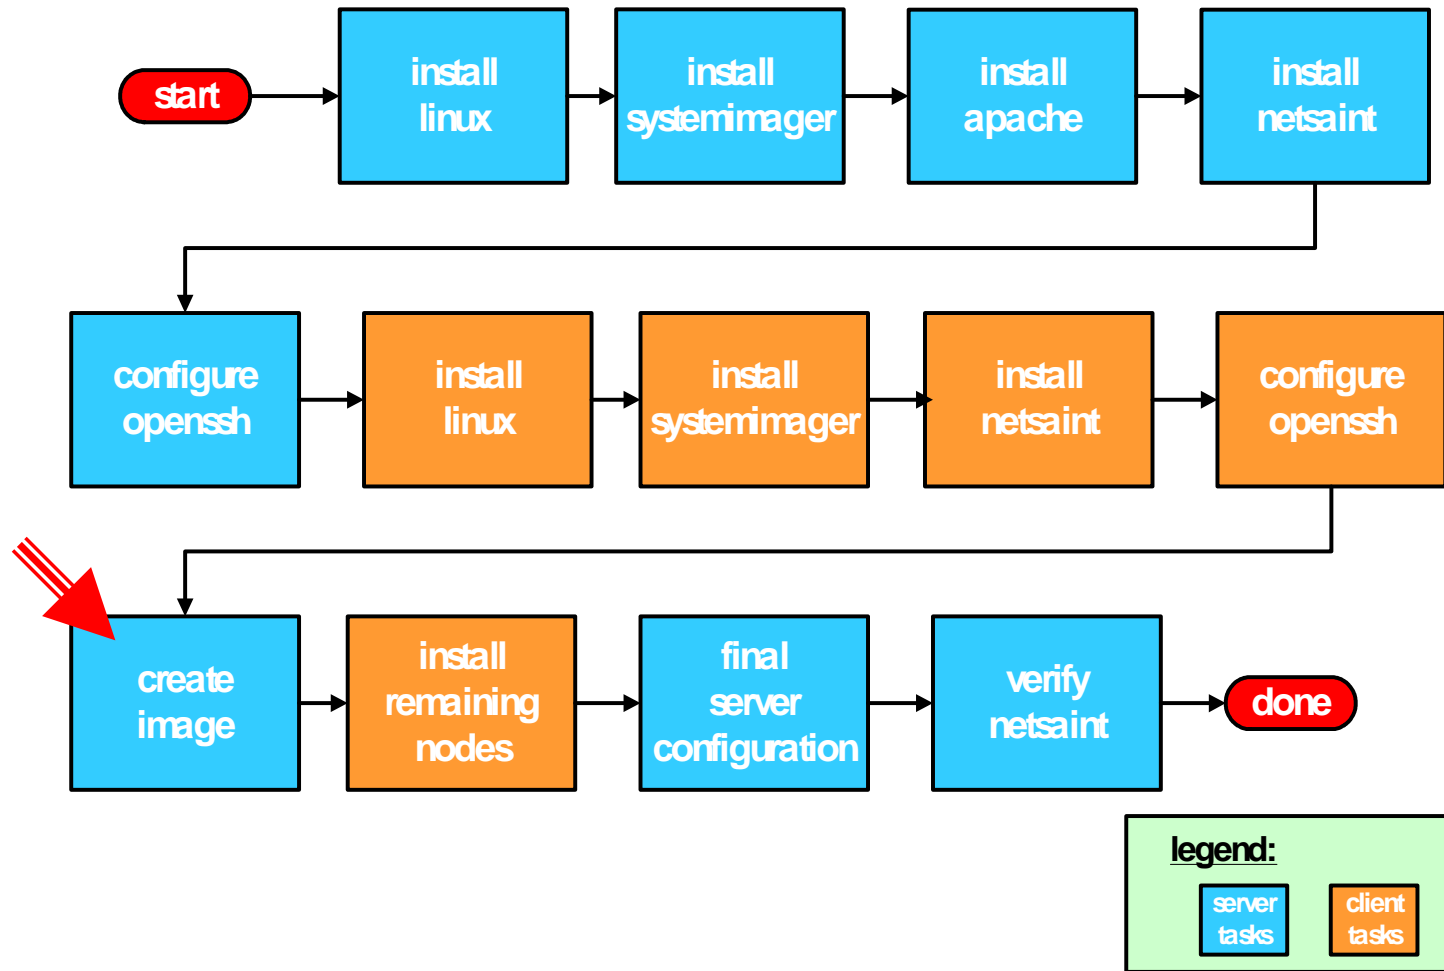 start
install
linux
install
systemimager
install
apache
install
netsaint
configure
openssh
install
linux
install
systemimager
install
netsaint
configure
openssh
create
image
install
remaining
nodes
final
server
configuration
verify
netsaint
done
legend:
server
tasks
client
tasks